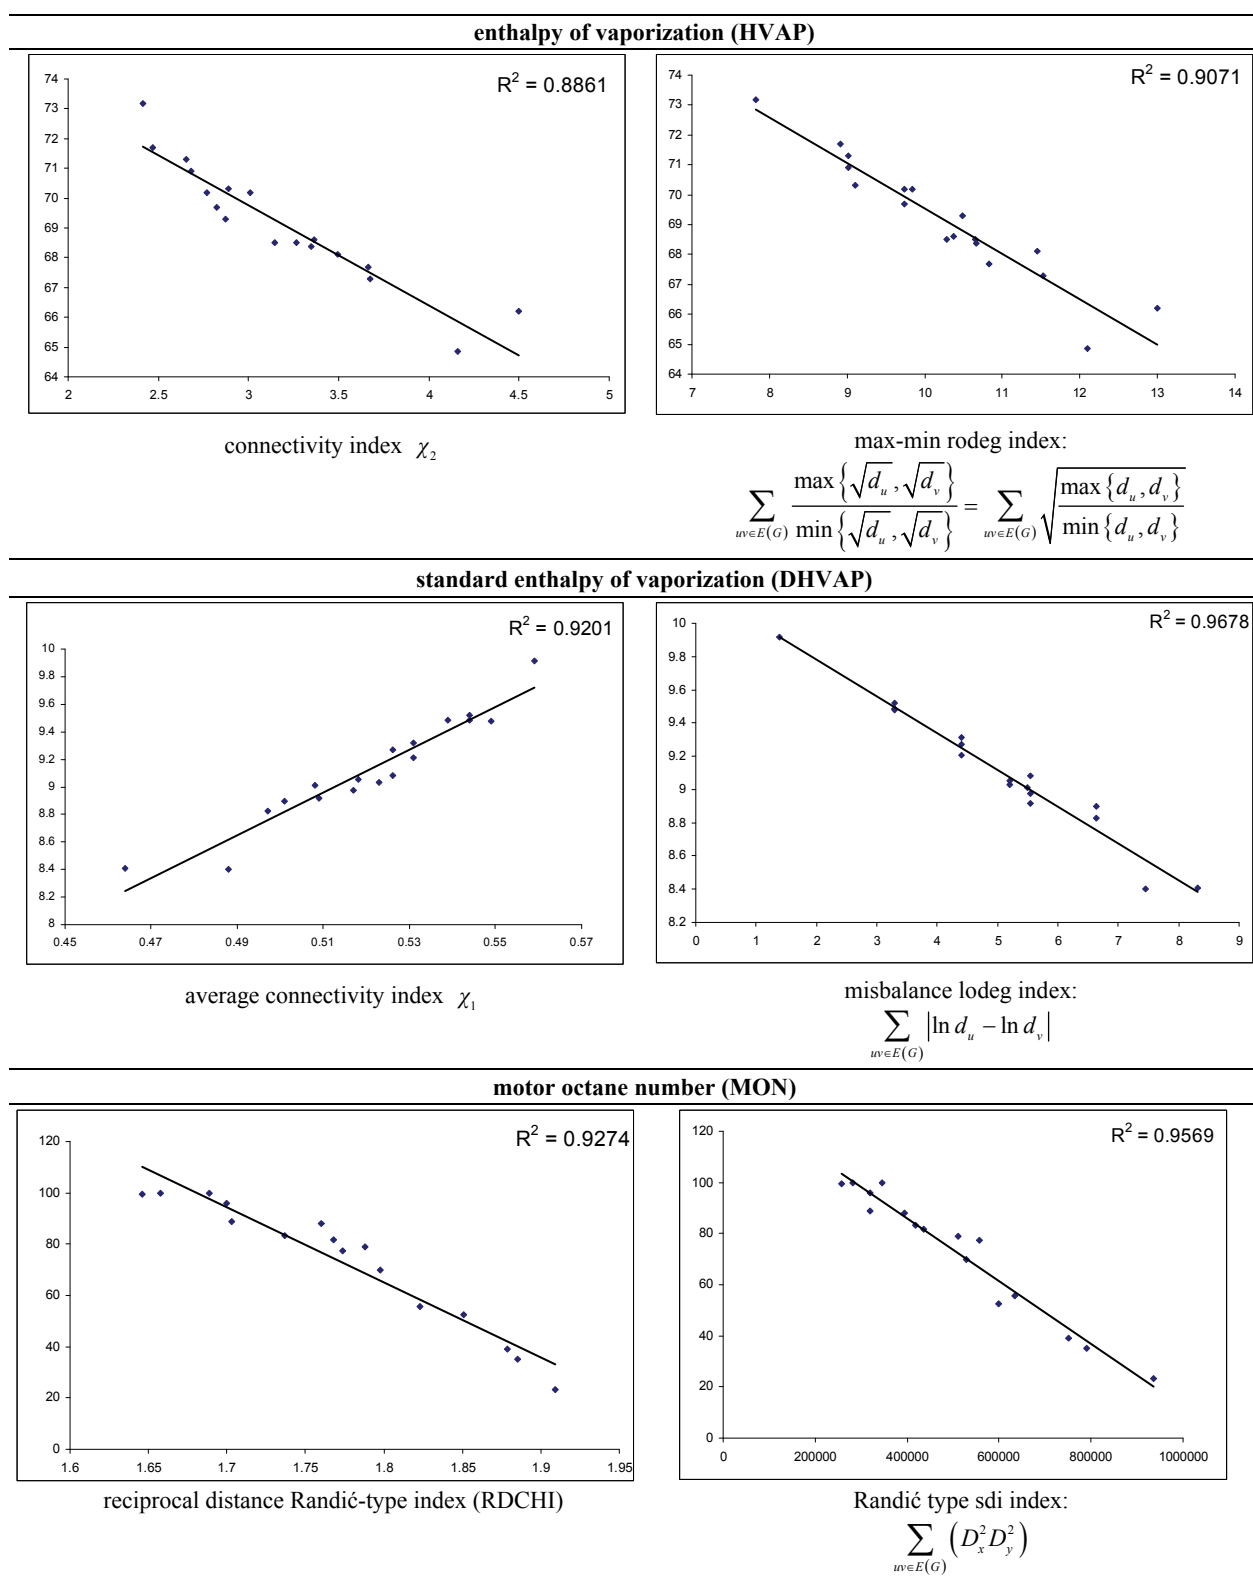 enthalpy of vaporization (HVAP)
R² = 0.8861
74
73
72
71
70
69
68
67
66
65
64
2 2.5 3 3.5 4 4.5 5
connectivity index χ₂
R² = 0.9071
74
73
72
71
70
69
68
67
66
65
64
7 8 9 10 11 12 13 14
max-min rodeg index:
∑_{uv∈E(G)} max{√d_u, √d_v} / min{√d_u, √d_v} = ∑_{uv∈E(G)} √(max{d_u, d_v} / min{d_u, d_v})
standard enthalpy of vaporization (DHVAP)
R² = 0.9201
10
9.8
9.6
9.4
9.2
9
8.8
8.6
8.4
8.2
8
0.45 0.47 0.49 0.51 0.53 0.55 0.57
average connectivity index χ₁
R² = 0.9678
10
9.8
9.6
9.4
9.2
9
8.8
8.6
8.4
8.2
0 1 2 3 4 5 6 7 8 9
misbalance lodeg index:
∑_{uv∈E(G)} |ln d_u − ln d_v|
motor octane number (MON)
R² = 0.9274
120
100
80
60
40
20
0
1.6 1.65 1.7 1.75 1.8 1.85 1.9 1.95
reciprocal distance Randić-type index (RDCHI)
R² = 0.9569
120
100
80
60
40
20
0
0 200000 400000 600000 800000 1000000
Randić type sdi index:
∑_{uv∈E(G)} (D_x² D_y²)